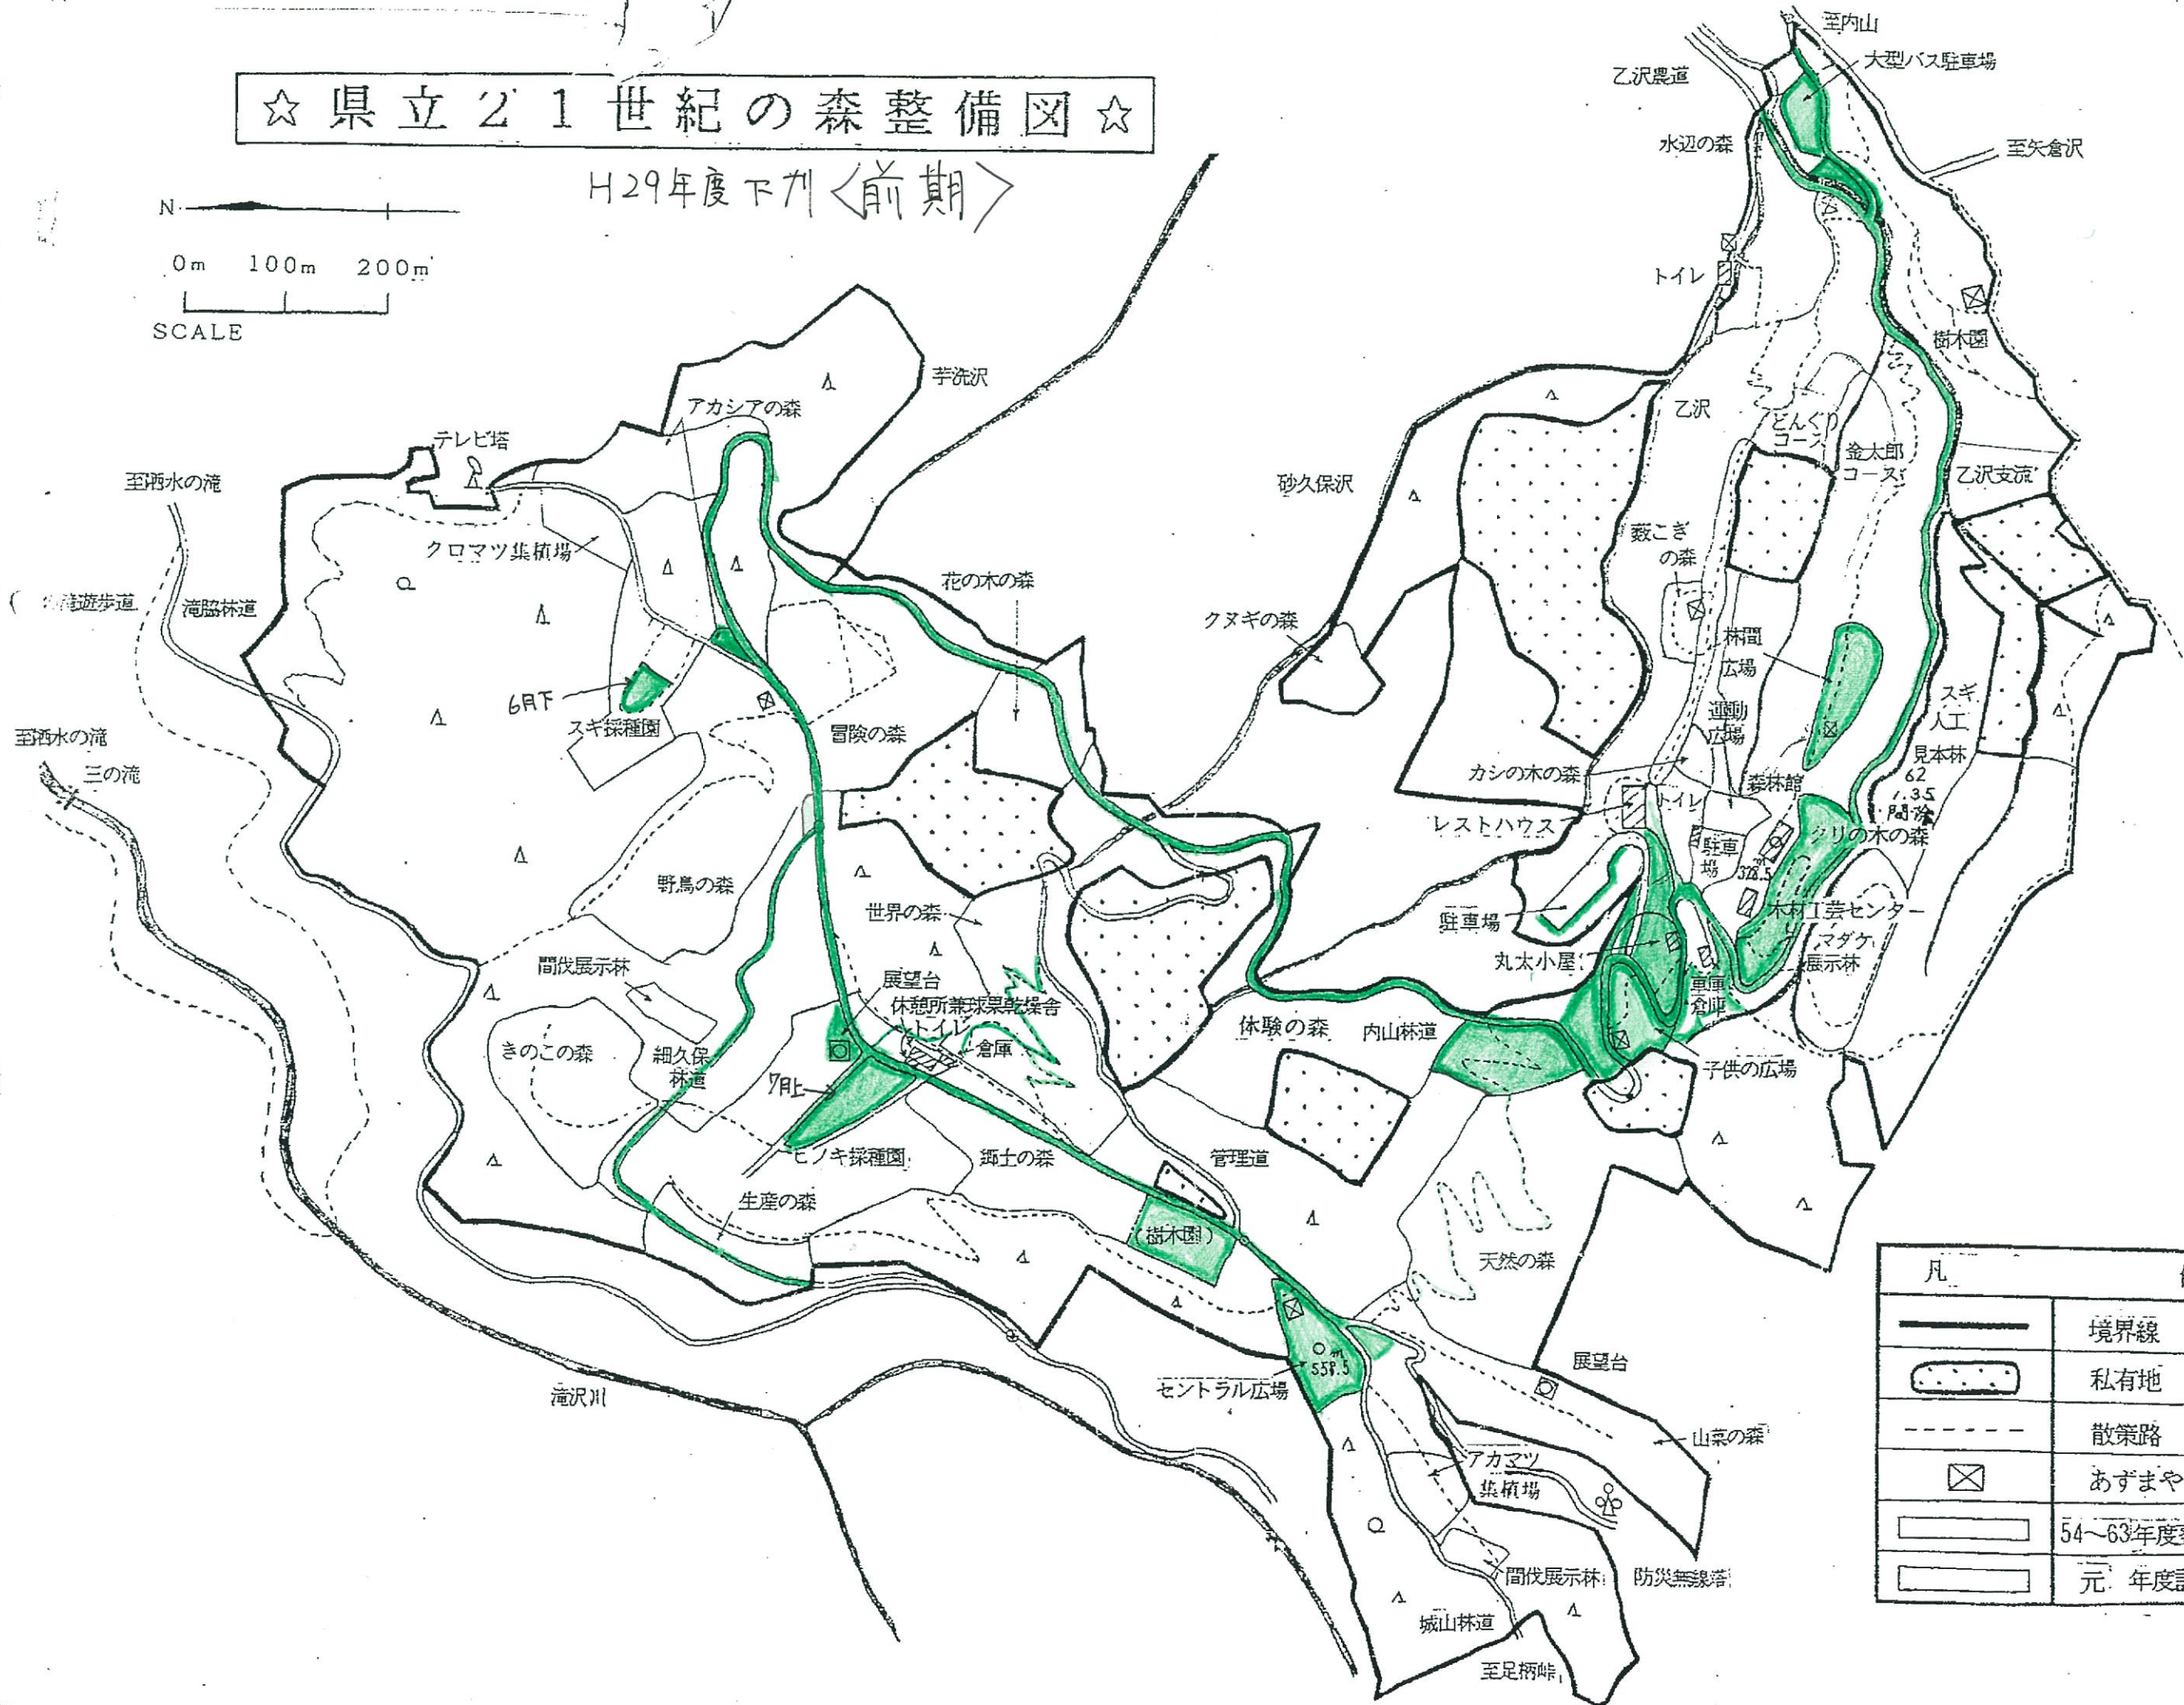 ☆県立21世紀の森整備図☆
H29年度下刈<前期>
N
0m 100m 200m
SCALE
至内山
大型バス駐車場
乙沢農道
水辺の森
至矢倉沢
トイレ
樹木園
芋洗沢
アカシアの森
テレビ塔
至洒水の滝
クロマツ集植場
滝遊歩道
滝脇林道
花の木の森
砂久保沢
乙沢
どんぐり
コース
金太郎
コース
乙沢支流
藪こぎ
の森
クヌギの森
林間
広場
6月下
スギ採種園
至洒水の滝
三の滝
冒険の森
運動
広場
スギ
人工
見本林
62
1.35
間伐
カシの木の森
森林館
トイレ
レストハウス
クリの木の森
駐車
場
328.5
野鳥の森
世界の森
駐車場
木材工芸センター
マダケ
展示林
丸太小屋
間伐展示林
展望台
休憩所兼球果乾燥舎
トイレ
倉庫
車庫
倉庫
体験の森
内山林道
きのこの森
細久保
林道
7月上
子供の広場
ヒノキ採種園
郷土の森
管理道
生産の森
(樹木園)
天然の森
凡
境界線
私有地
散策路
あずまや
54~63年度
元 年度
展望台
558.5m
セントラル広場
滝沢川
山菜の森
アカマツ
集植場
間伐展示林
防災無線塔
城山林道
至足柄峠